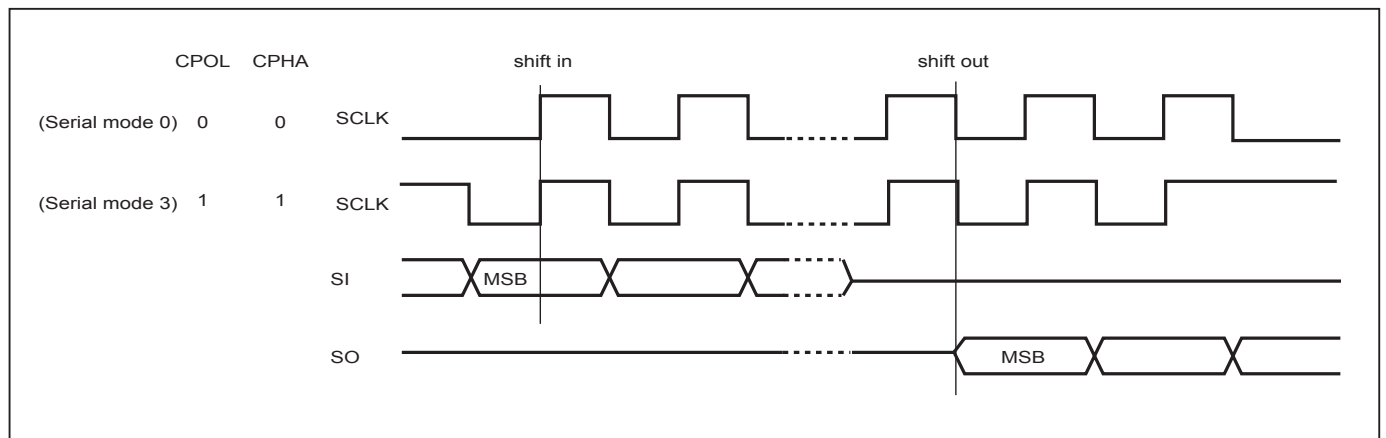 CPOL CPHA shift in shift out
(Serial mode 0) 0 0 SCLK
(Serial mode 3) 1 1 SCLK
SI MSB
SO MSB